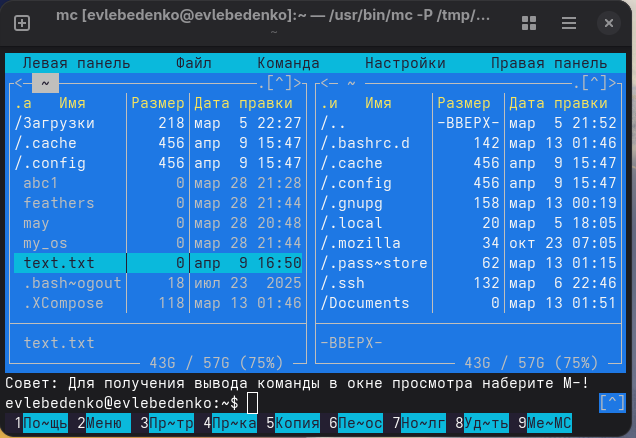 mc [evlebedenko@evlebedenko]:~ — /usr/bin/mc -P /tmp/...
~
Левая панель Файл Команда Настройки Правая панель
<— ~ .[^]>
.а Имя Размер Дата правки
/Загрузки 218 мар 5 22:27
/.cache 456 апр 9 15:47
/.config 456 апр 9 15:47
abc1 0 мар 28 21:28
feathers 0 мар 28 21:44
may 0 мар 28 20:48
my_os 0 мар 28 21:44
text.txt 0 апр 9 16:50
.bash~ogout 18 июл 23 2025
.XCompose 118 мар 13 01:46
text.txt
43G / 57G (75%)
<— ~ .[^]>
.и Имя Размер Дата правки
/.. -ВВЕРХ- мар 5 21:52
/.bashrc.d 142 мар 13 01:46
/.cache 456 апр 9 15:47
/.config 456 апр 9 15:47
/.gnupg 158 мар 13 00:19
/.local 20 мар 5 18:05
/.mozilla 34 окт 23 07:05
/.pass~store 62 мар 13 01:15
/.ssh 132 мар 6 22:46
/Documents 0 мар 13 01:51
-ВВЕРХ-
43G / 57G (75%)
Совет: Для получения вывода команды в окне просмотра наберите M-!
evlebedenko@evlebedenko:~$ [^]
1По~щь 2Меню 3Пр~тр 4Пр~ка 5Копия 6Пе~ос 7Но~лг 8Уд~ть 9Ме~МС